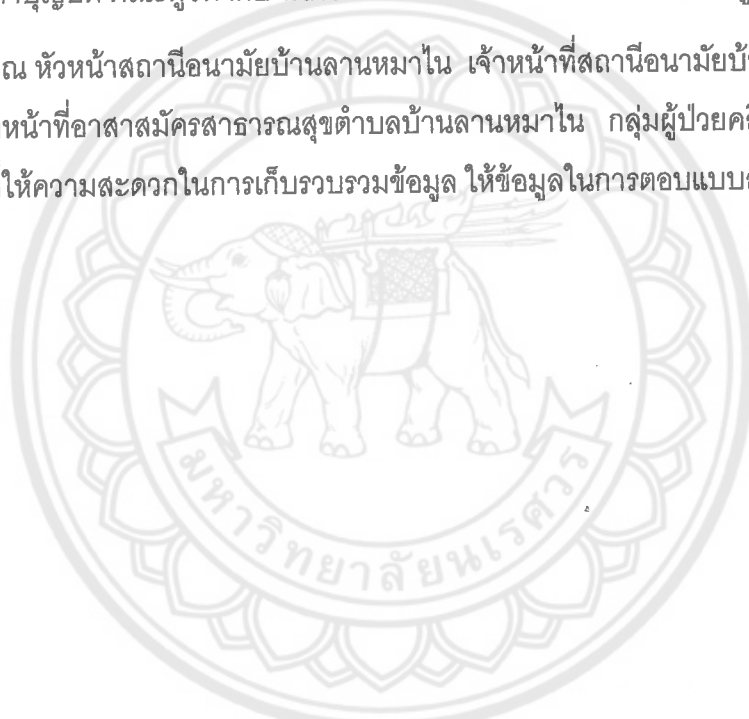 ณ หัวหน้าสถานีอนามัยบ้านลานหมาไน เจ้าหน้าที่สถานีอนามัยบ้
หน้าที่อาสาสมัครสาธารณสุขตำบลบ้านลานหมาไน กลุ่มผู้ป่วย
ให้ความสะดวกในการเก็บรวบรวมข้อมูล ให้ข้อมูลในการตอบแบบ
มหาวิทยาลัยนเรศวร